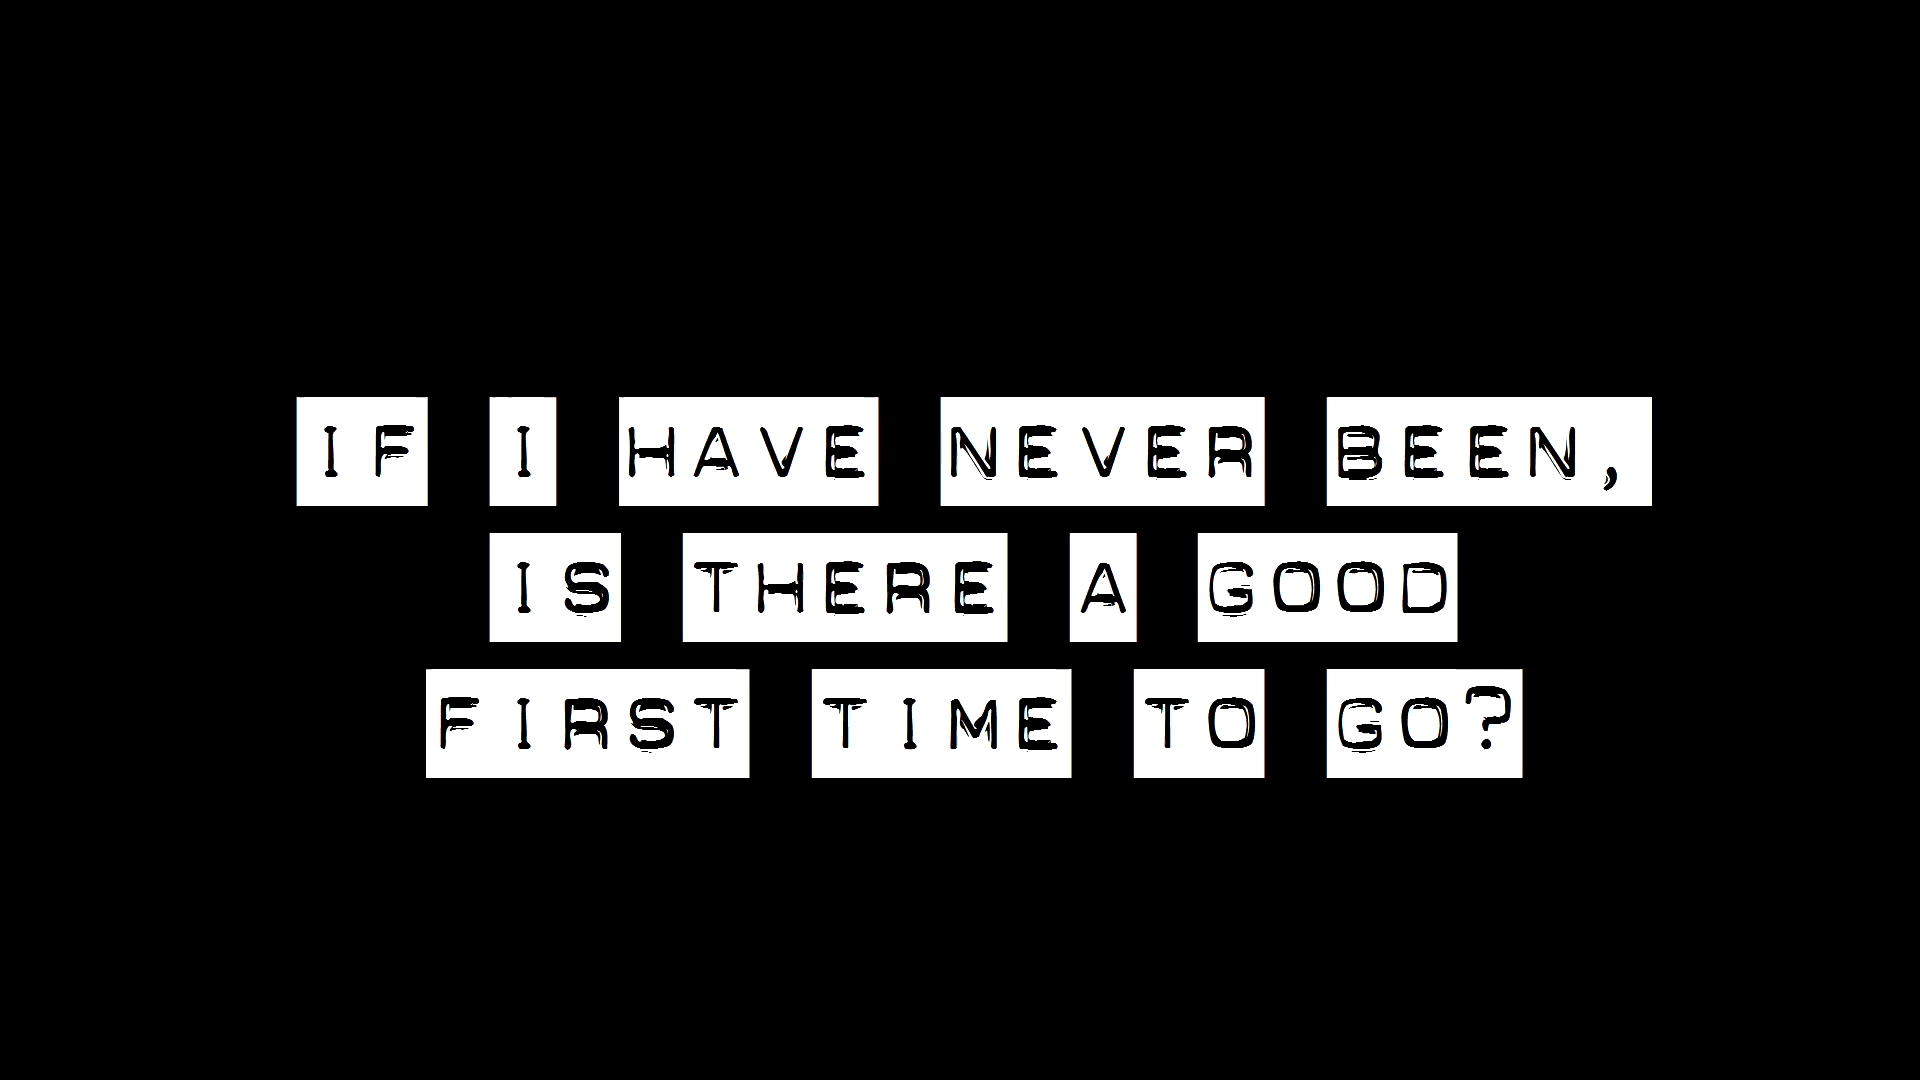 IF I HAVE NEVER BEEN,
IS THERE A GOOD
FIRST TIME TO GO?